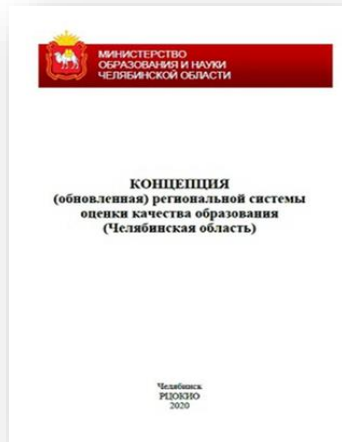 МИНИСТЕРСТВО
ОБРАЗОВАНИЯ И НАУКИ
ЧЕЛЯБИНСКОЙ ОБЛАСТИ
КОНЦЕПЦИЯ
(обновленная) региональной системы
оценки качества образования
(Челябинская область)
Челябинск
РЦОКИО
2020